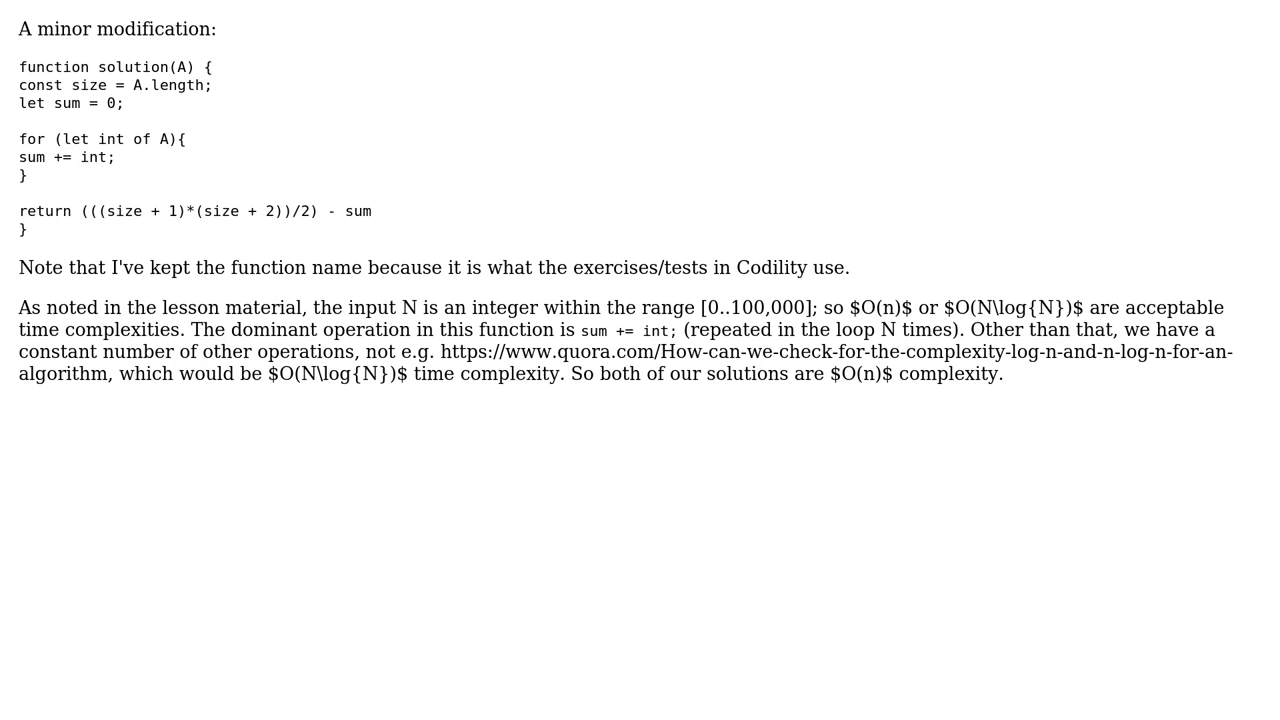 A minor modification:
function solution(A) {
const size = A.length;
let sum = 0;
for (let int of A){
sum += int;
}
return (((size + 1)*(size + 2))/2) - sum
}
Note that I've kept the function name because it is what the exercises/tests in Codility use.
As noted in the lesson material, the input N is an integer within the range [0..100,000]; so $O(n)$ or $O(N\log{N})$ are acceptable
time complexities. The dominant operation in this function is sum += int; (repeated in the loop N times). Other than that, we have a
constant number of other operations, not e.g. https://www.quora.com/How-can-we-check-for-the-complexity-log-n-and-n-log-n-for-an-
algorithm, which would be $O(N\log{N})$ time complexity. So both of our solutions are $O(n)$ complexity.